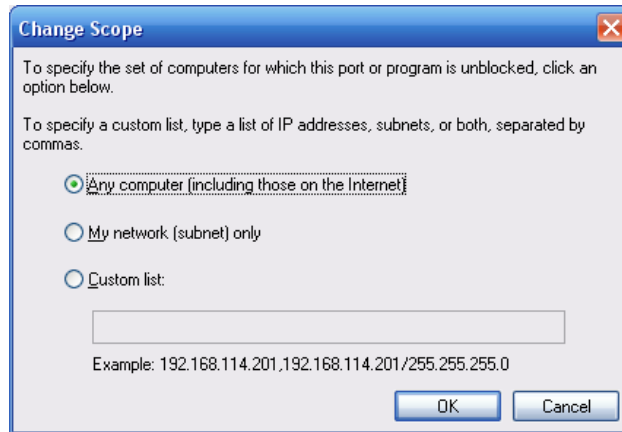 Change Scope
To specify the set of computers for which this port or program is unblocked, click an
option below.
To specify a custom list, type a list of IP addresses, subnets, or both, separated by
commas.
Any computer (including those on the Internet)
My network (subnet) only
Custom list:
Example: 192.168.114.201,192.168.114.201/255.255.255.0
OK Cancel